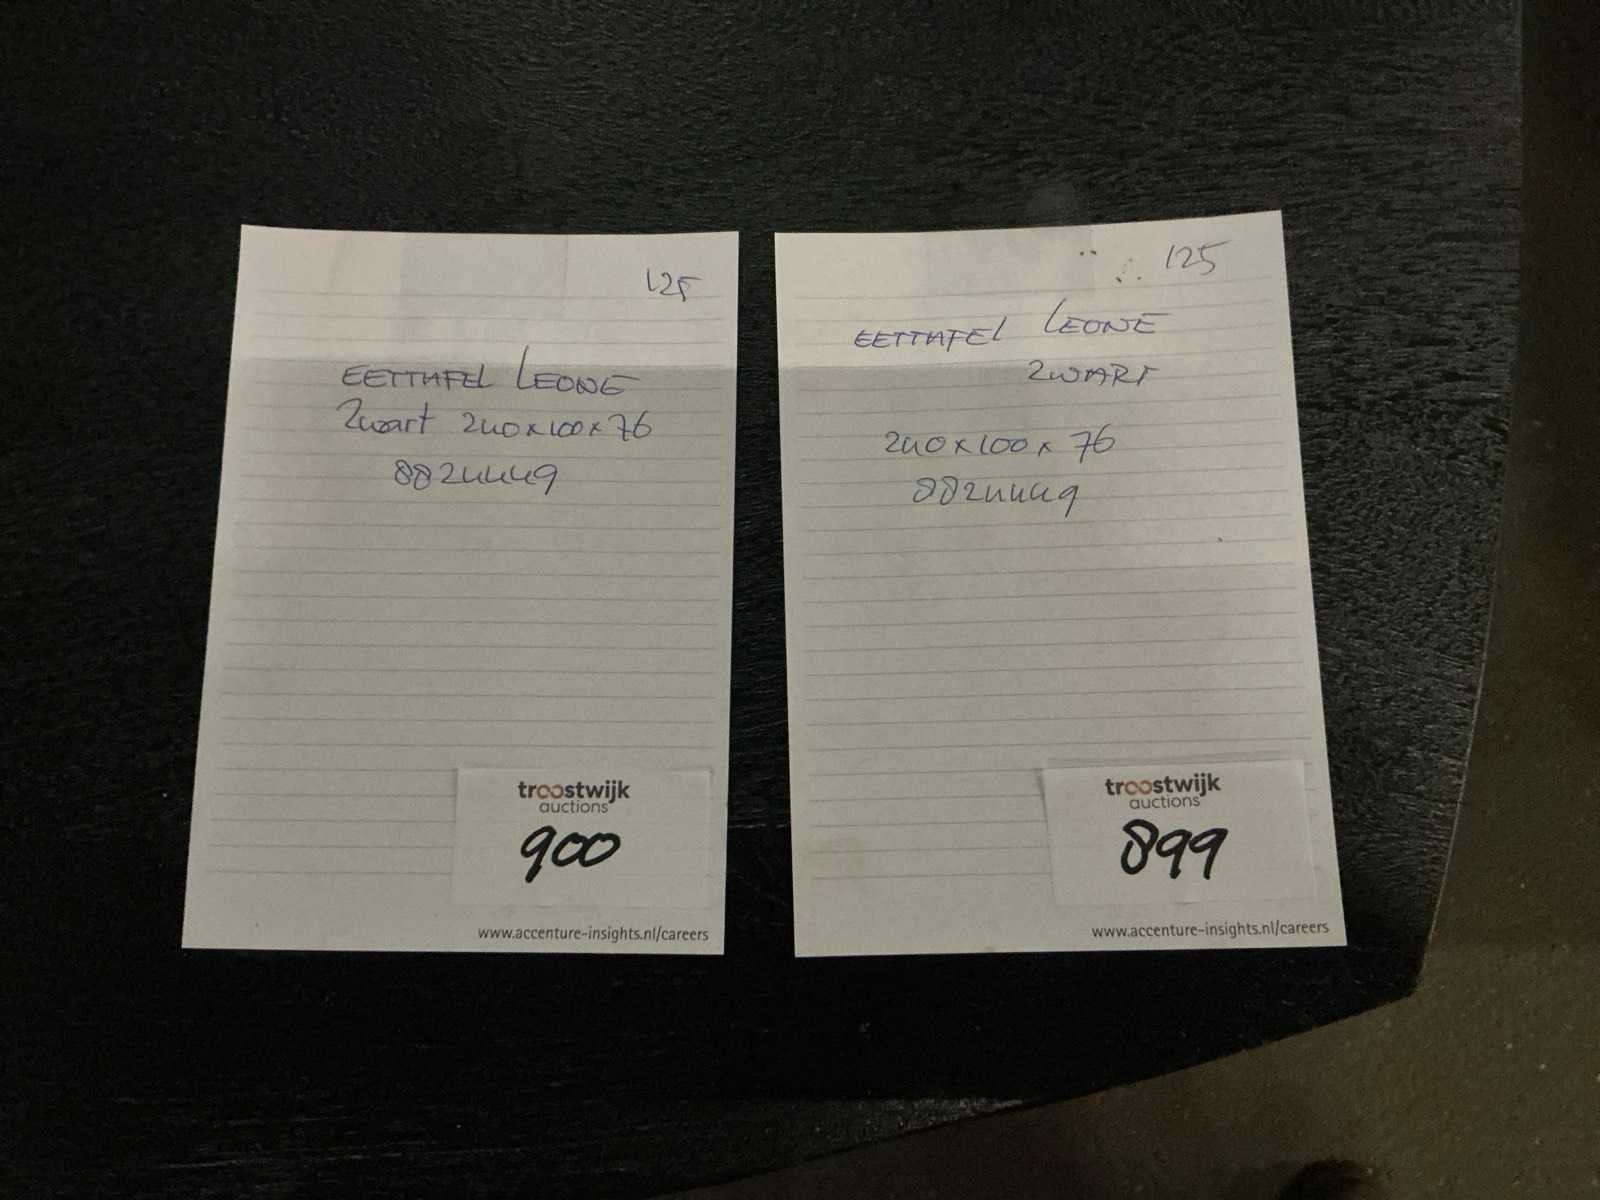 125
EETTAFEL LEONE
Zwart 240x100x76
8824449
troostwijk
auctions
900
www.accenture-insights.nl/careers
125
EETTAFEL LEONE
ZWART
240x100x76
8824449
troostwijk
auctions
899
www.accenture-insights.nl/careers